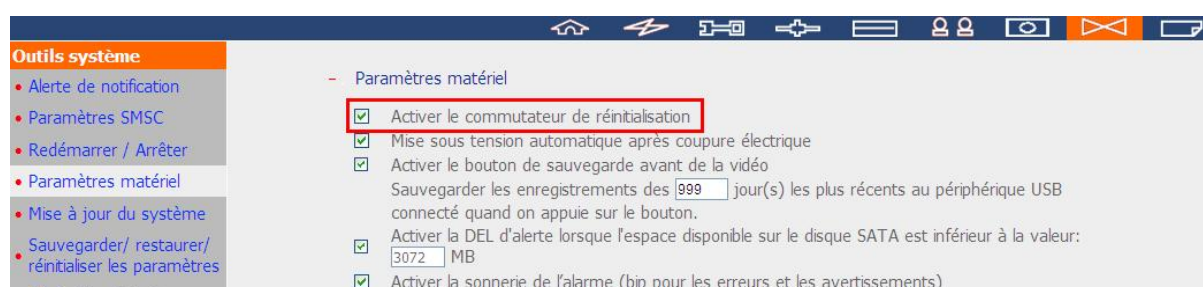 Outils système
• Alerte de notification
• Paramètres SMSC
• Redémarrer / Arrêter
• Paramètres matériel
• Mise à jour du système
• Sauvegarder/ restaurer/
réinitialiser les paramètres
– Paramètres matériel
Activer le commutateur de réinitialisation
Mise sous tension automatique après coupure électrique
Activer le bouton de sauvegarde avant de la vidéo
Sauvegarder les enregistrements des 999 jour(s) les plus récents au périphérique USB
connecté quand on appuie sur le bouton.
Activer la DEL d'alerte lorsque l'espace disponible sur le disque SATA est inférieur à la valeur:
3072 MB
Activer la sonnerie de l'alarme (bip pour les erreurs et les avertissements)